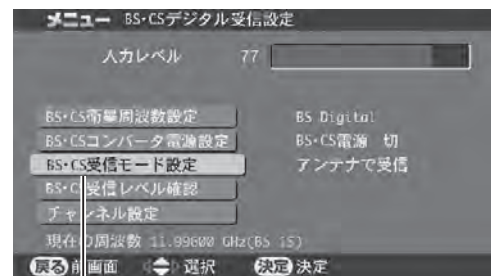 メニュー BS・CSデジタル受信設定
入力レベル 77
BS・CS衛星周波数設定 BS Digital
BS・CSコンバータ電源設定 BS・CS電源 切
BS・CS受信モード設定 アンテナで受信
BS・CS受信レベル確認
チャンネル設定
現在の周波数 11.99600 GHz(BS 15)
戻る 前画面 選択 決定 決定